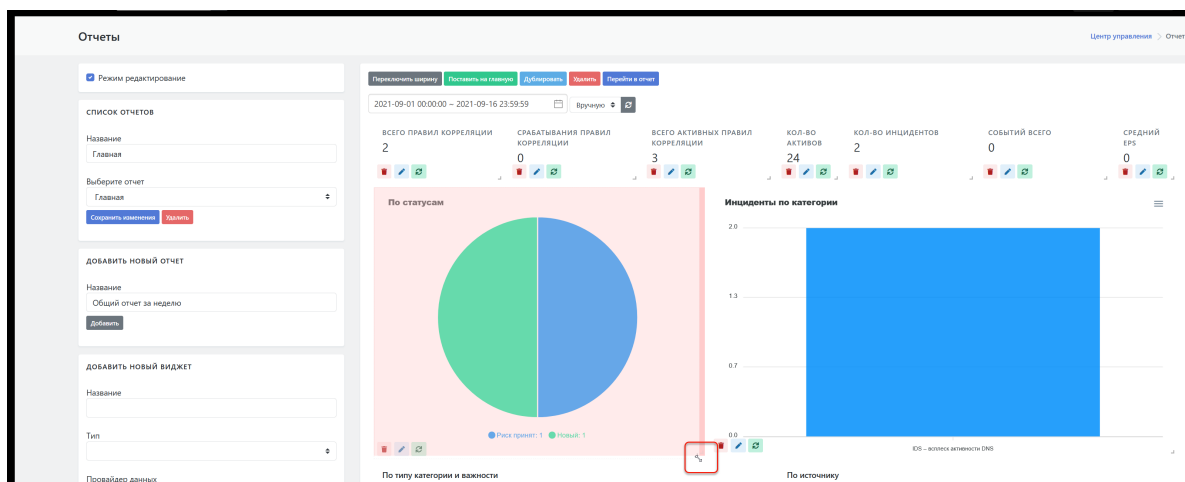 Отчеты
Центр управления > Отчет
Режим редактирование
СПИСОК ОТЧЕТОВ
Название
Главная
Выберите отчет
Главная
Сохранить изменения Удалить
ДОБАВИТЬ НОВЫЙ ОТЧЕТ
Название
Общий отчет за неделю
Добавить
ДОБАВИТЬ НОВЫЙ ВИДЖЕТ
Название
Тип
Провайдер данных
Переключить ширину Поставить на главную Дублировать Удалить Перейти в отчет
2021-09-01 00:00:00 – 2021-09-16 23:59:59 Вручную
ВСЕГО ПРАВИЛ КОРРЕЛЯЦИИ
2
СРАБАТЫВАНИЯ ПРАВИЛ
КОРРЕЛЯЦИИ
0
ВСЕГО АКТИВНЫХ ПРАВИЛ
КОРРЕЛЯЦИИ
3
КОЛ-ВО
АКТИВОВ
24
КОЛ-ВО ИНЦИДЕНТОВ
2
СОБЫТИЙ ВСЕГО
0
СРЕДНИЙ
EPS
0
По статусам
Риск пренят: 1 Новый: 1
Инциденты по категории
2.0
1.3
0.7
0.0
IDS – всплеск активности DNS
По типу категории и важности
По источнику